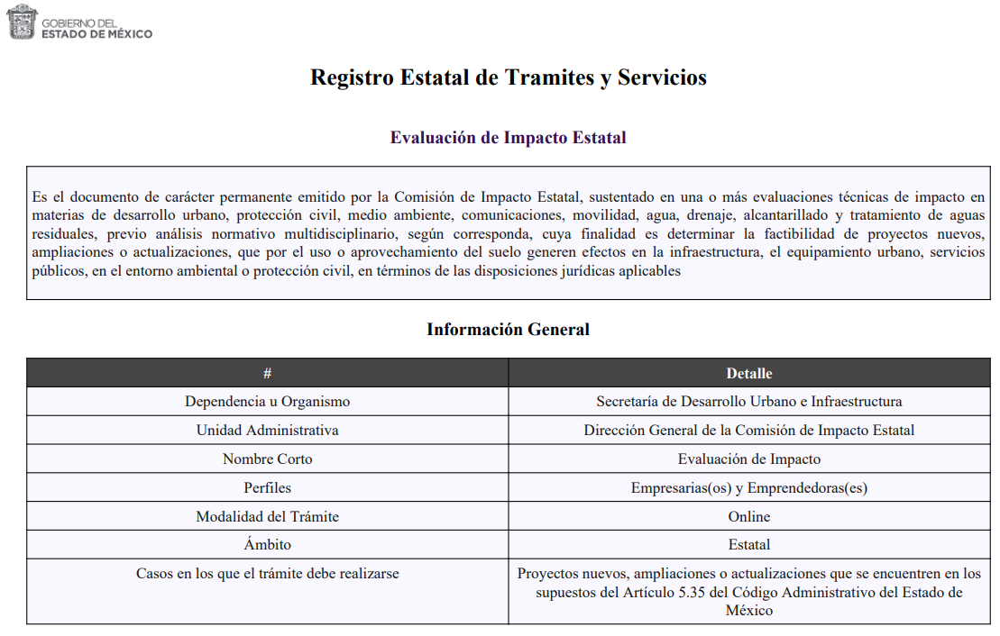 GOBIERNO DEL
ESTADO DE MÉXICO
Registro Estatal de Tramites y Servicios
Evaluación de Impacto Estatal
Es el documento de carácter permanente emitido por la Comisión de Impacto Estatal, sustentado en una o más evaluaciones técnicas de impacto en
materias de desarrollo urbano, protección civil, medio ambiente, comunicaciones, movilidad, agua, drenaje, alcantarillado y tratamiento de aguas
residuales, previo análisis normativo multidisciplinario, según corresponda, cuya finalidad es determinar la factibilidad de proyectos nuevos,
ampliaciones o actualizaciones, que por el uso o aprovechamiento del suelo generen efectos en la infraestructura, el equipamiento urbano, servicios
públicos, en el entorno ambiental o protección civil, en términos de las disposiciones jurídicas aplicables
Información General
# Detalle
Dependencia u Organismo Secretaría de Desarrollo Urbano e Infraestructura
Unidad Administrativa Dirección General de la Comisión de Impacto Estatal
Nombre Corto Evaluación de Impacto
Perfiles Empresarias(os) y Emprendedoras(es)
Modalidad del Trámite Online
Ámbito Estatal
Casos en los que el trámite debe realizarse Proyectos nuevos, ampliaciones o actualizaciones que se encuentren en los
supuestos del Artículo 5.35 del Código Administrativo del Estado de
México